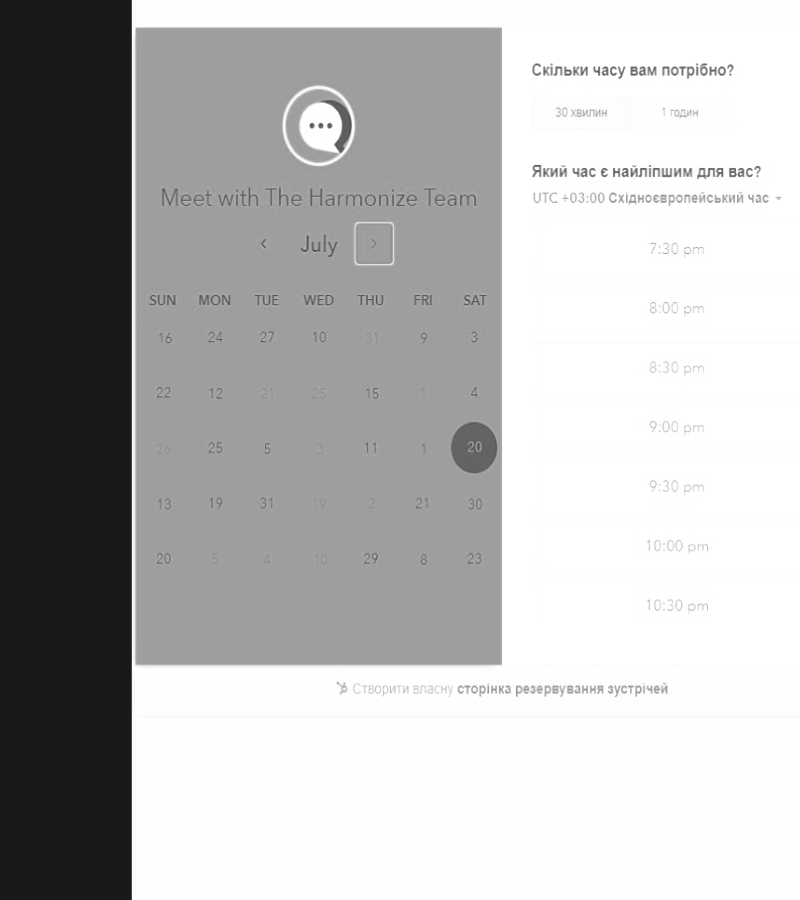 Meet with The Harmonize Team
July
SUN MON TUE WED THU FRI SAT
16 24 27 10 31 9 3
22 12 21 25 15 1 4
26 25 5 3 11 1 20
13 19 31 19 2 21 30
20 5 4 10 29 8 23
Скільки часу вам потрібно?
30 хвилин 1 годин
Який час є найліпшим для вас?
UTC +03:00 Східноєвропейський час
7:30 pm
8:00 pm
8:30 pm
9:00 pm
9:30 pm
10:00 pm
10:30 pm
Створити власну сторінка резервування зустрічей